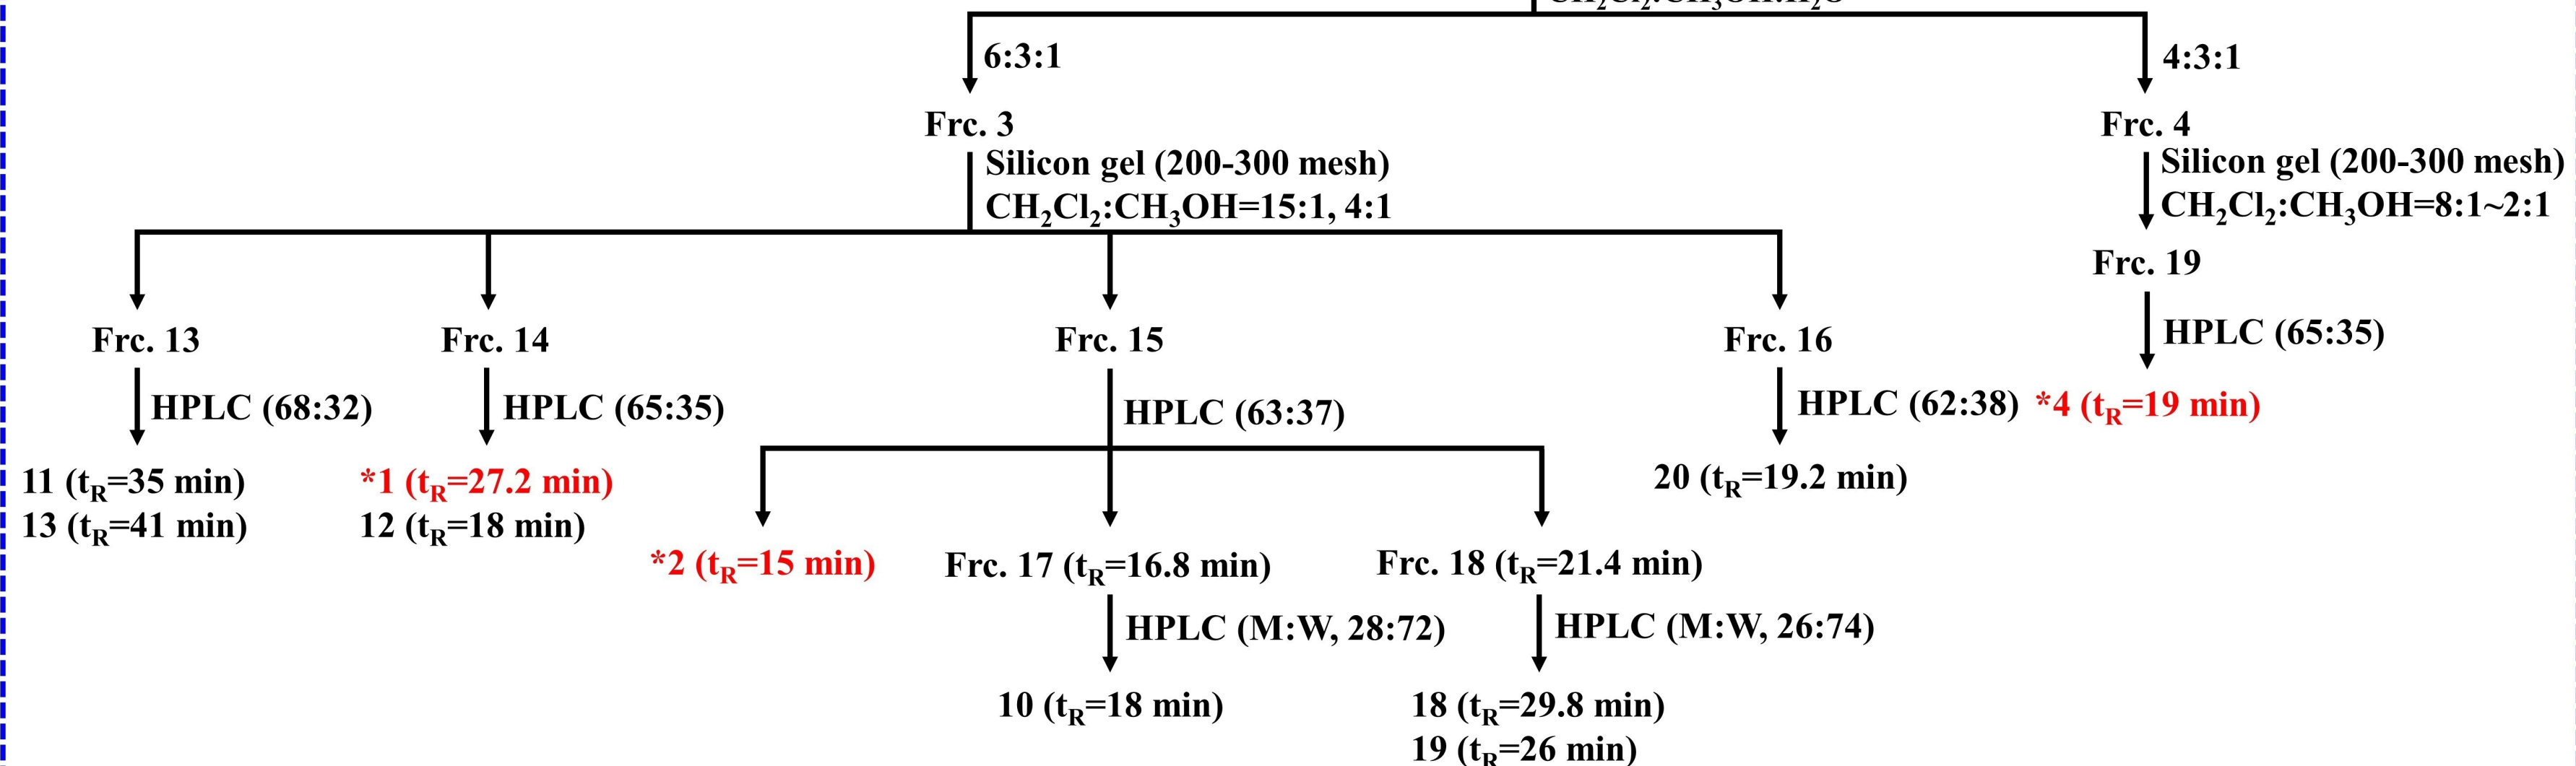 CH₂Cl₂:CH₃OH:H₂O
6:3:1
4:3:1
Frc. 3
Frc. 4
Silicon gel (200-300 mesh)
CH₂Cl₂:CH₃OH=15:1, 4:1
Silicon gel (200-300 mesh)
CH₂Cl₂:CH₃OH=8:1~2:1
Frc. 19
HPLC (65:35)
*4 (tR=19 min)
Frc. 13
Frc. 14
Frc. 15
Frc. 16
HPLC (68:32)
HPLC (65:35)
HPLC (63:37)
HPLC (62:38)
11 (tR=35 min)
13 (tR=41 min)
*1 (tR=27.2 min)
12 (tR=18 min)
20 (tR=19.2 min)
*2 (tR=15 min)
Frc. 17 (tR=16.8 min)
Frc. 18 (tR=21.4 min)
HPLC (M:W, 28:72)
HPLC (M:W, 26:74)
10 (tR=18 min)
18 (tR=29.8 min)
19 (tR=26 min)